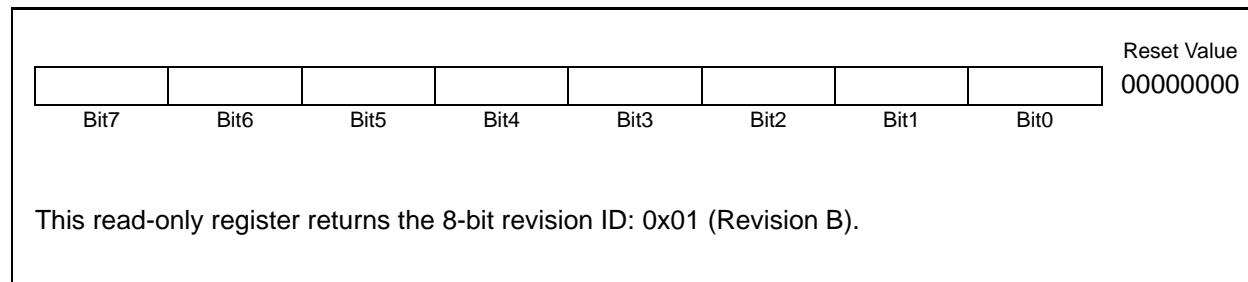 Reset Value
00000000
Bit7 Bit6 Bit5 Bit4 Bit3 Bit2 Bit1 Bit0
This read-only register returns the 8-bit revision ID: 0x01 (Revision B).